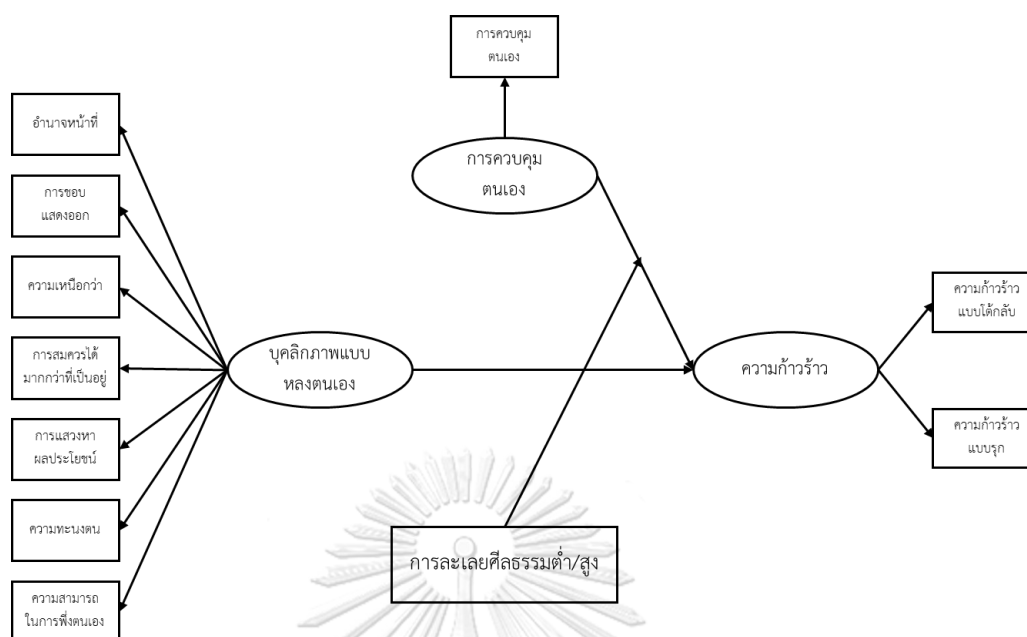 การควบคุม
ตนเอง
การควบคุม
ตนเอง
อำนาจหน้าที่
การชอบ
แสดงออก
ความเหนือกว่า
การสมควรได้
มากกว่าที่เป็นอยู่
การแสวงหา
ผลประโยชน์
ความทะนงตน
ความสามารถ
ในการพึ่งตนเอง
บุคลิกภาพแบบ
หลงตนเอง
ความก้าวร้าว
ความก้าวร้าว
แบบโต้กลับ
ความก้าวร้าว
แบบรุก
การละเลยศีลธรรมต่ำ/สูง